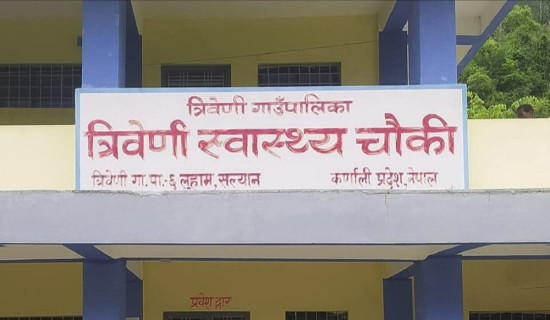 त्रिवेणी गाउँपालिका
त्रिवेणी स्वास्थ्य चौकी
त्रिवेणी गा.पा.-६ लुहाम, सल्यान कर्णाली प्रदेश, नेपाल
प्रवेश द्वार